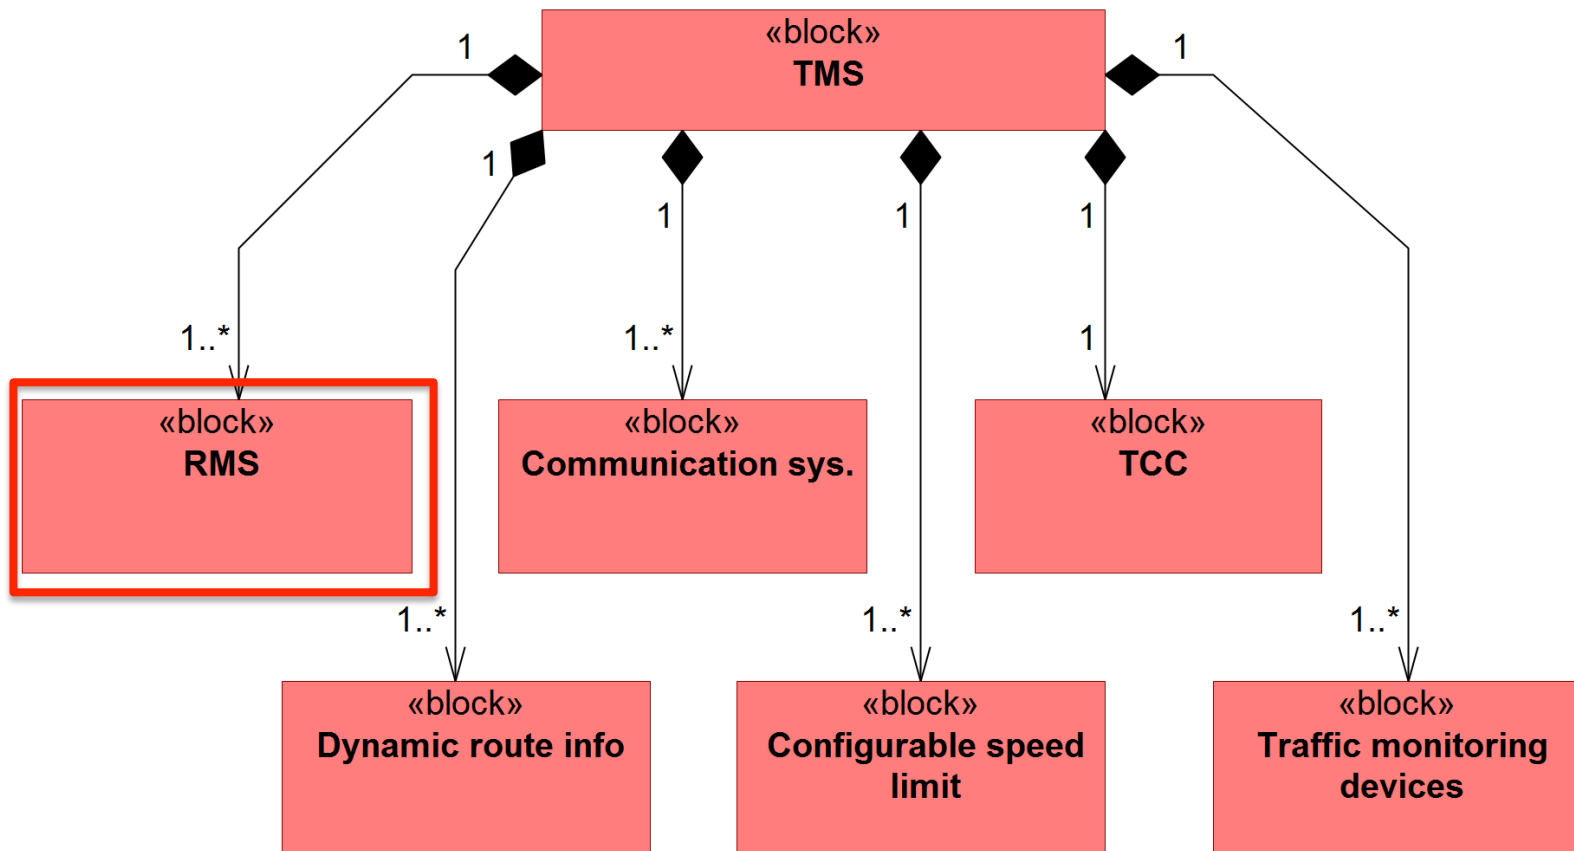 «block»
TMS
1
1
1
1
1
1
1..*
1..*
1
«block»
RMS
«block»
Communication sys.
«block»
TCC
1..*
1..*
1..*
«block»
Dynamic route info
«block»
Configurable speed
limit
«block»
Traffic monitoring
devices